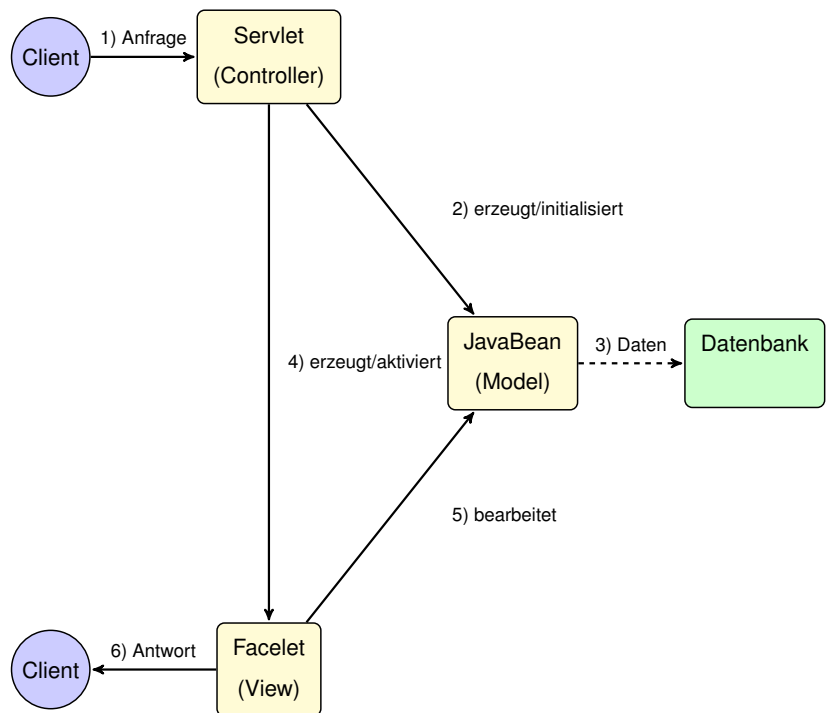 Client
1) Anfrage
Servlet
(Controller)
2) erzeugt/initialisiert
4) erzeugt/aktiviert
JavaBean
(Model)
3) Daten
Datenbank
5) bearbeitet
Client
6) Antwort
Facelet
(View)